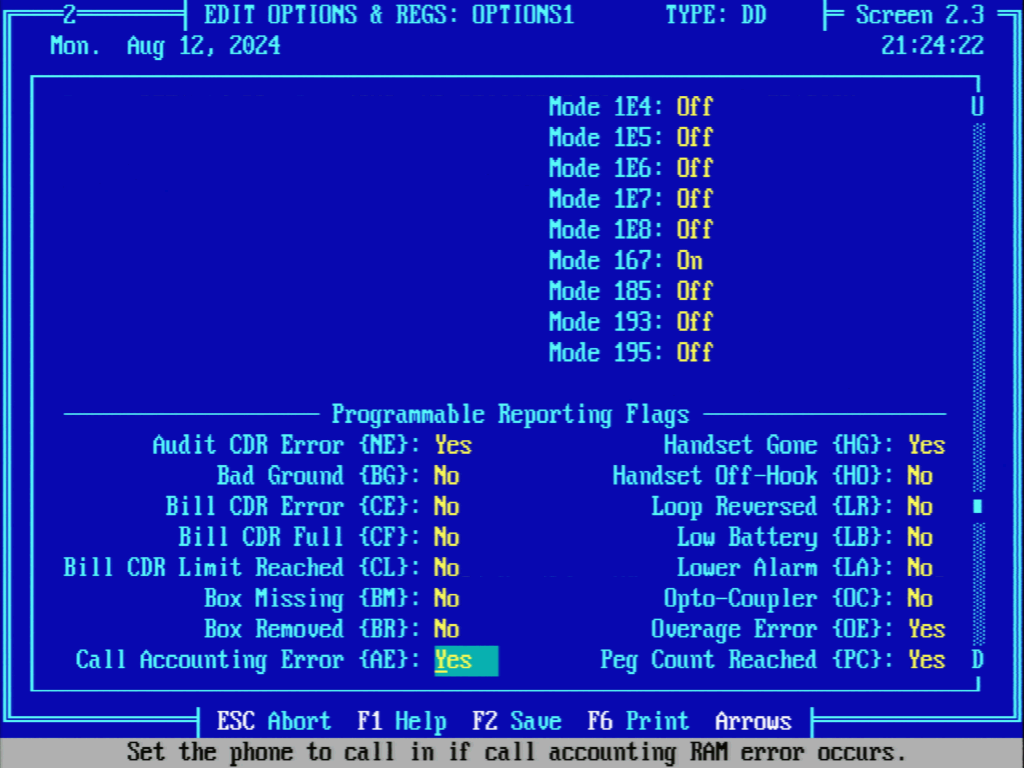 2 EDIT OPTIONS & REGS: OPTIONS1 TYPE: DD Screen 2.3
Mon. Aug 12, 2024 21:24:22
Mode 1E4: Off U
Mode 1E5: Off
Mode 1E6: Off
Mode 1E7: Off
Mode 1E8: Off
Mode 167: On
Mode 185: Off
Mode 193: Off
Mode 195: Off
Programmable Reporting Flags
Audit CDR Error {NE}: Yes Handset Gone {HG}: Yes
Bad Ground {BG}: No Handset Off-Hook {HO}: No
Bill CDR Error {CE}: No Loop Reversed {LR}: No
Bill CDR Full {CF}: No Low Battery {LB}: No
Bill CDR Limit Reached {CL}: No Lower Alarm {LA}: No
Box Missing {BM}: No Opto-Coupler {OC}: No
Box Removed {BR}: No Overage Error {OE}: Yes
Call Accounting Error {AE}: Yes Peg Count Reached {PC}: Yes D
ESC Abort F1 Help F2 Save F6 Print Arrows
Set the phone to call in if call accounting RAM error occurs.